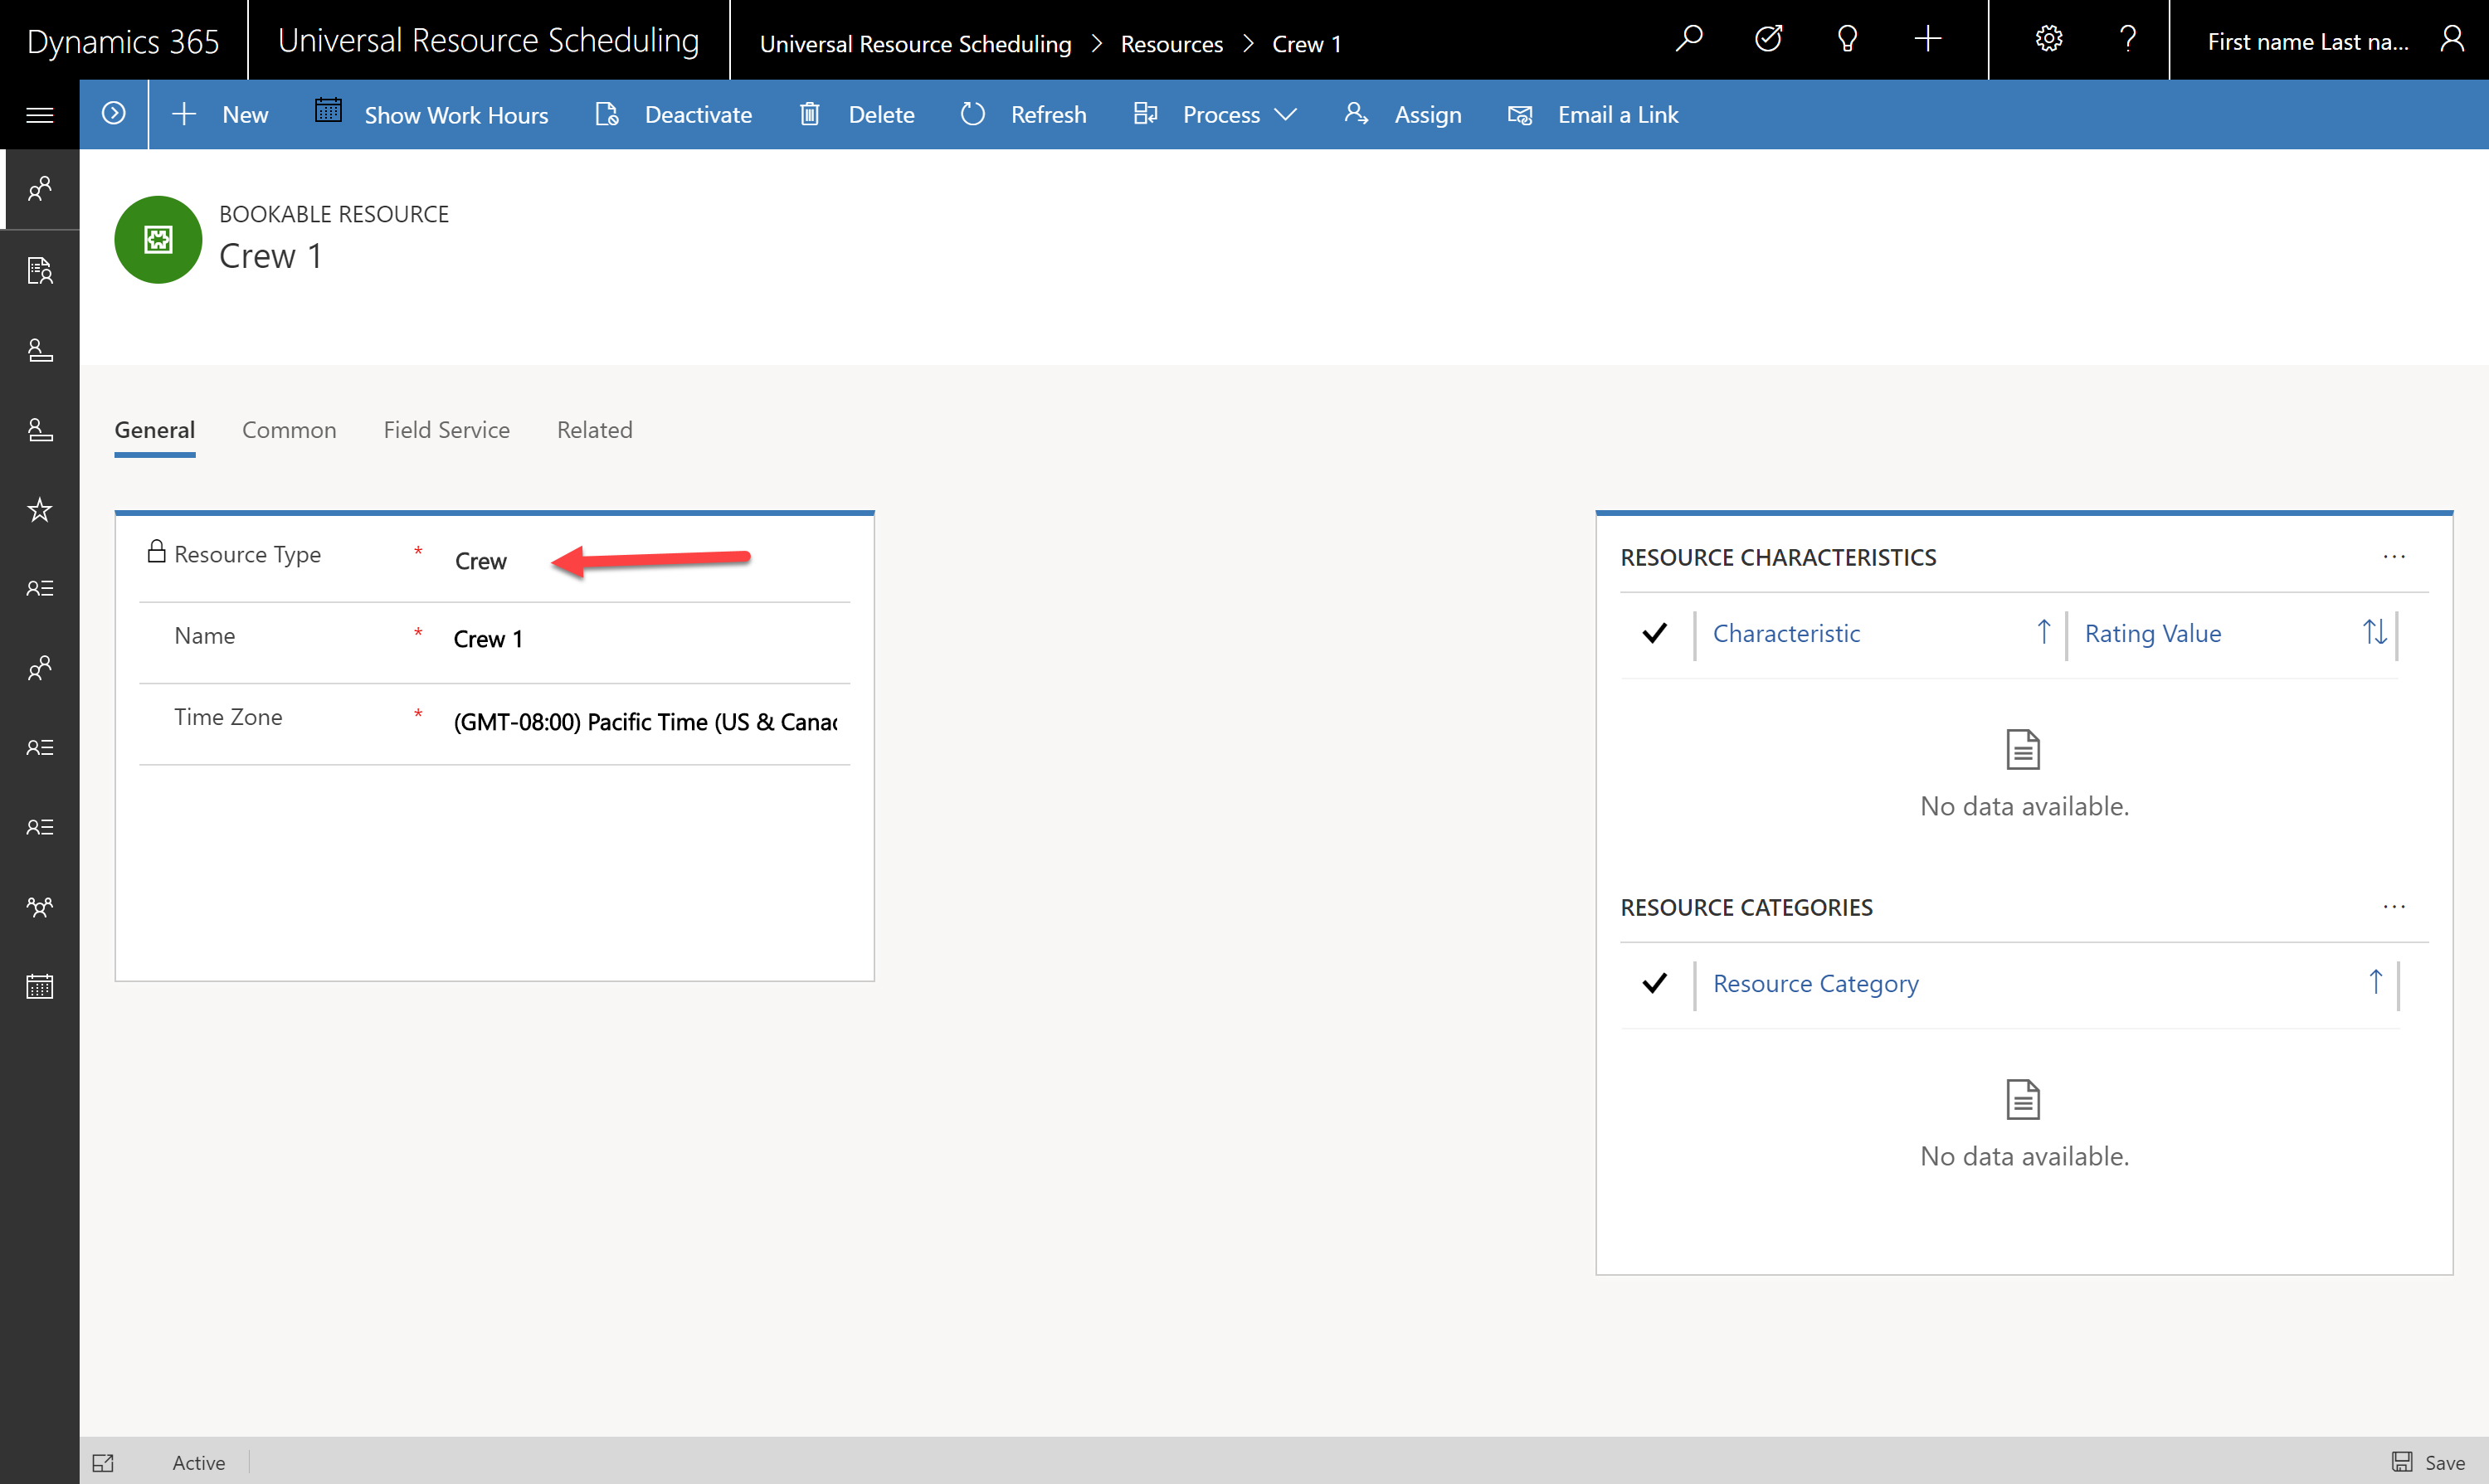 Dynamics 365
Universal Resource Scheduling
Universal Resource Scheduling > Resources > Crew 1
First name Last na...
New
Show Work Hours
Deactivate
Delete
Refresh
Process
Assign
Email a Link
BOOKABLE RESOURCE
Crew 1
General
Common
Field Service
Related
Resource Type * Crew
Name * Crew 1
Time Zone * (GMT-08:00) Pacific Time (US & Canad
RESOURCE CHARACTERISTICS
Characteristic
Rating Value
No data available.
RESOURCE CATEGORIES
Resource Category
No data available.
Active
Save